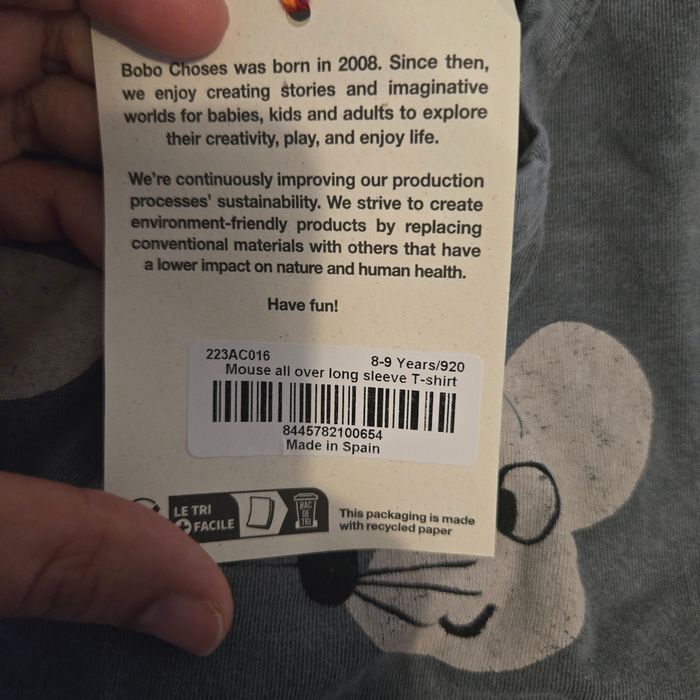 Bobo Choses was born in 2008. Since then,
we enjoy creating stories and imaginative
worlds for babies, kids and adults to explore
their creativity, play, and enjoy life.
We're continuously improving our production
processes' sustainability. We strive to create
environment-friendly products by replacing
conventional materials with others that have
a lower impact on nature and human health.
Have fun!
223AC016 8-9 Years/920
Mouse all over long sleeve T-shirt
8445782100654
Made in Spain
LE TRI
+ FACILE
BAC
DE
TRI
This packaging is made
with recycled paper